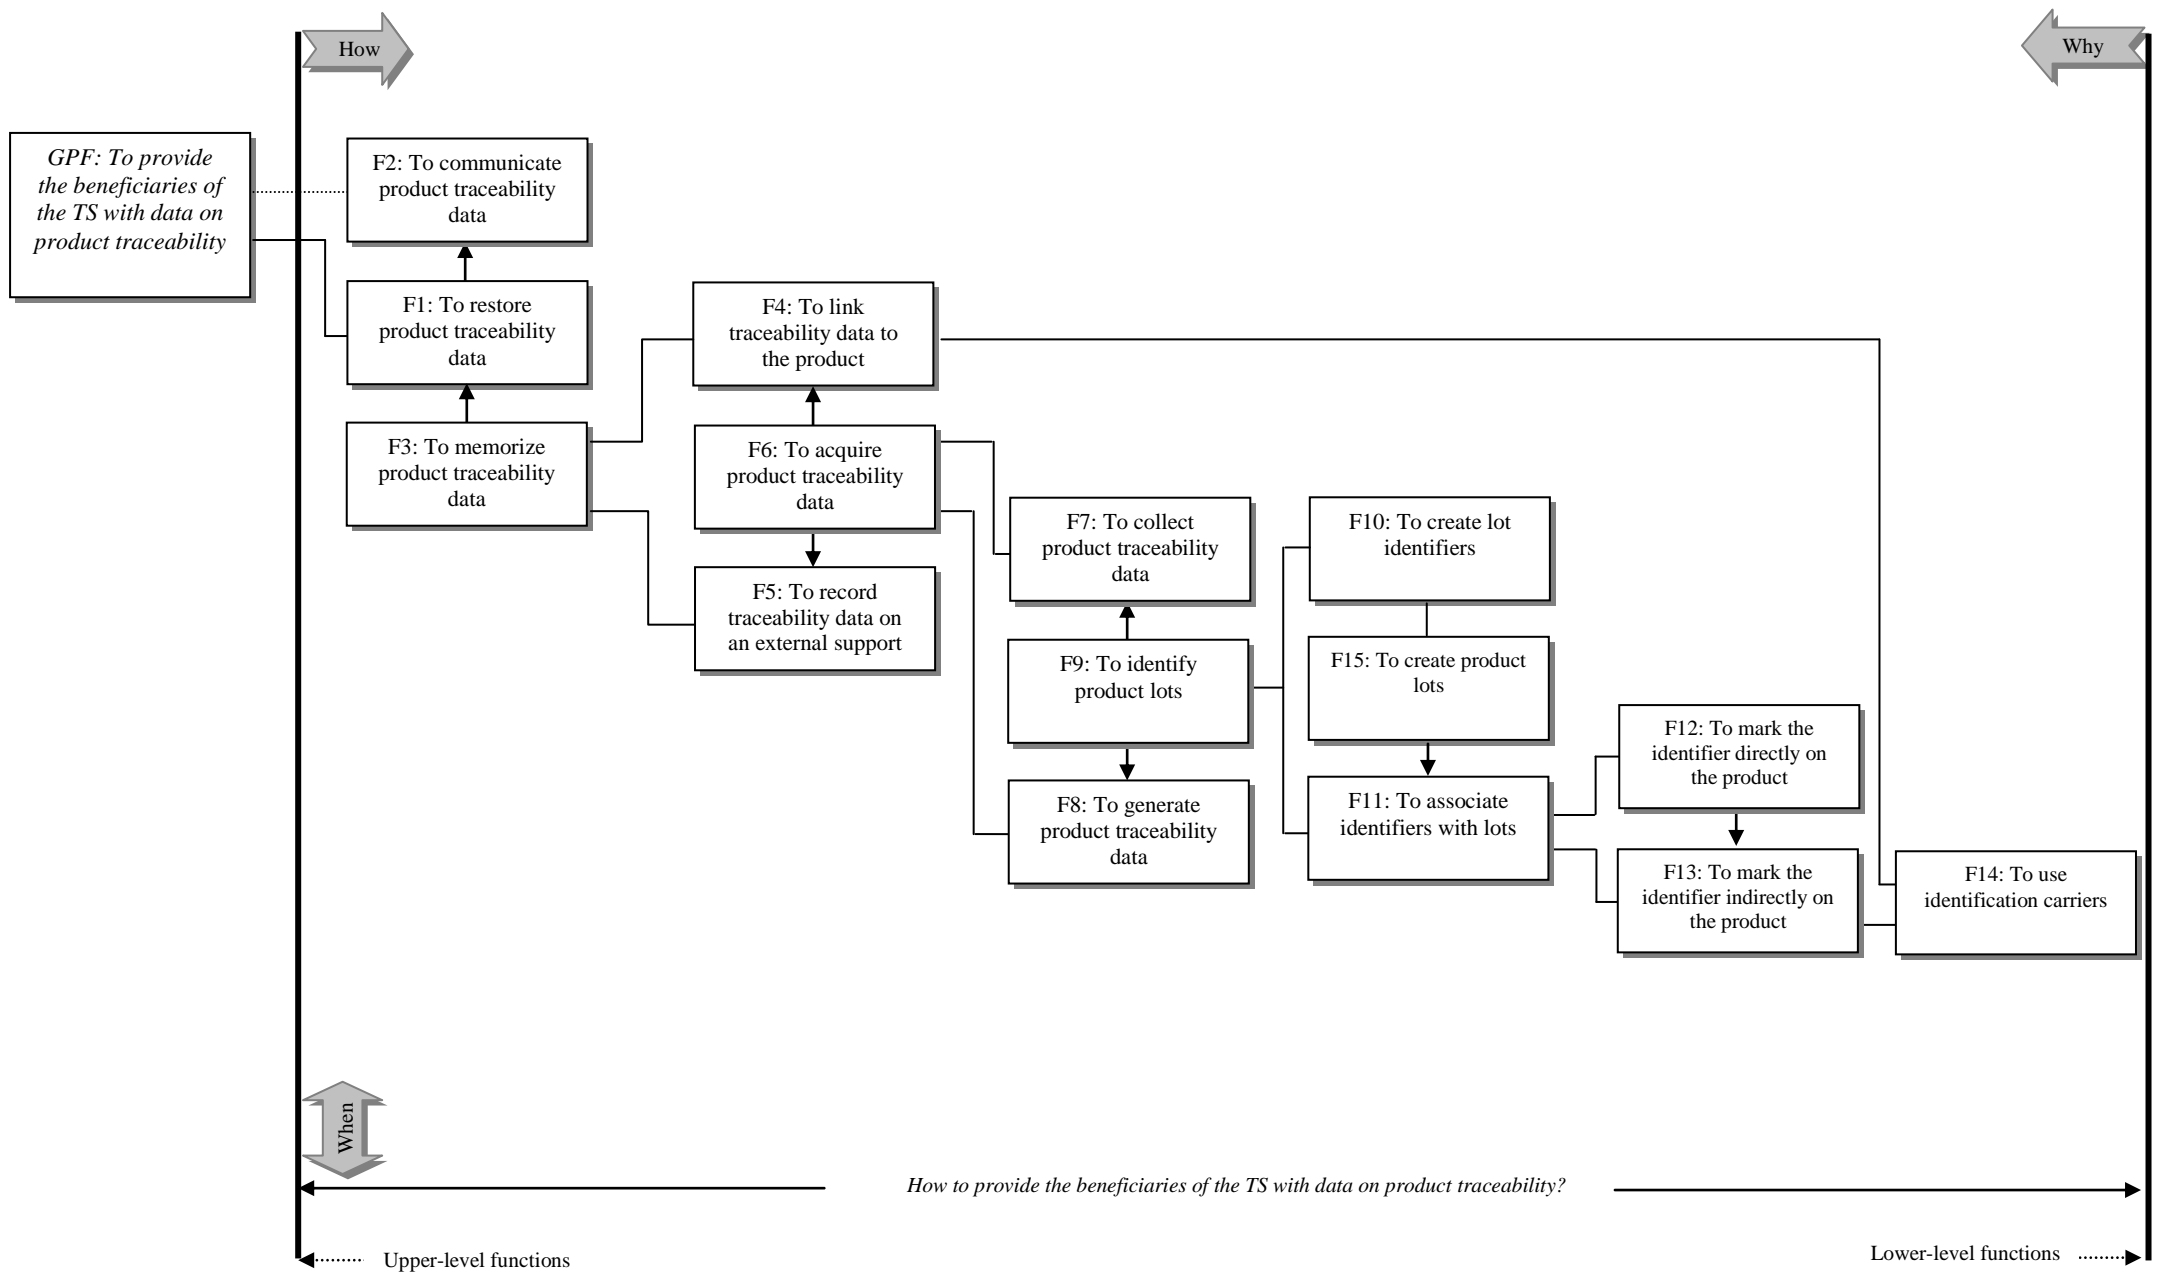 How
Why
GPF: To provide
the beneficiaries of
the TS with data on
product traceability
F2: To communicate
product traceability
data
F1: To restore
product traceability
data
F3: To memorize
product traceability
data
F4: To link
traceability data to
the product
F6: To acquire
product traceability
data
F5: To record
traceability data on
an external support
F7: To collect
product traceability
data
F9: To identify
product lots
F8: To generate
product traceability
data
F10: To create lot
identifiers
F15: To create product
lots
F11: To associate
identifiers with lots
F12: To mark the
identifier directly on
the product
F13: To mark the
identifier indirectly on
the product
F14: To use
identification carriers
When
How to provide the beneficiaries of the TS with data on product traceability?
Upper-level functions
Lower-level functions